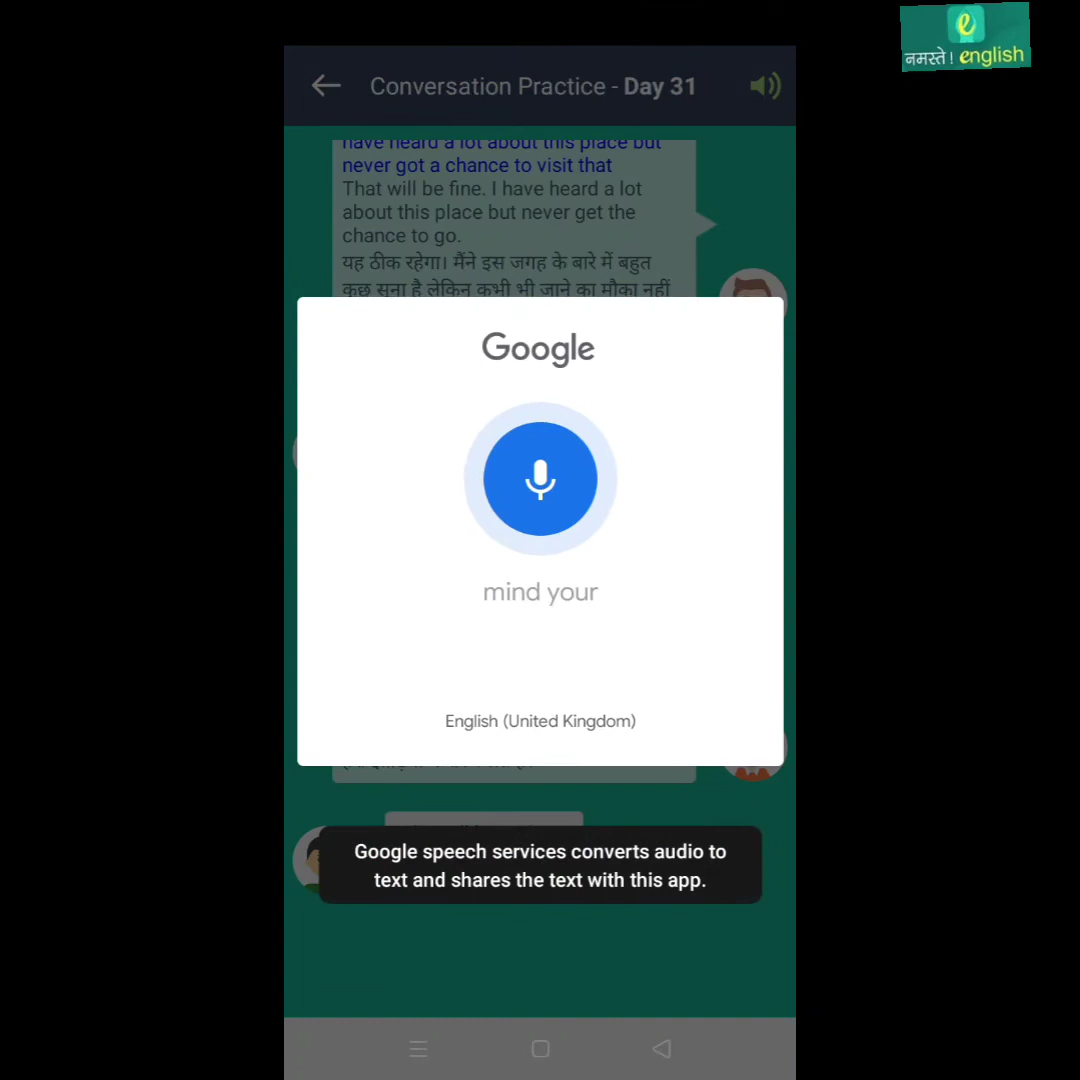 नमस्ते ! english
Conversation Practice - Day 31
have heard a lot about this place but
never got a chance to visit that
That will be fine. I have heard a lot
about this place but never get the
chance to go.
यह ठीक रहेगा। मैंने इस जगह के बारे में बहुत
कुछ सुना है लेकिन कभी भी जाने का मौका नहीं
Google
mind your
English (United Kingdom)
Google speech services converts audio to
text and shares the text with this app.